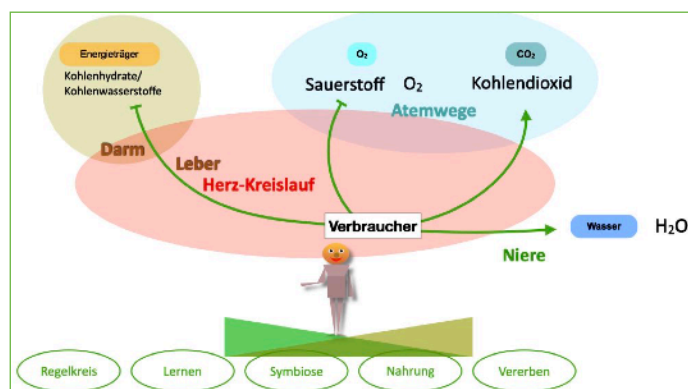 Energieträger
Kohlenhydrate/
Kohlenwasserstoffe
O₂
Sauerstoff O₂
CO₂
Kohlendioxid
Atemwege
Darm
Leber
Herz-Kreislauf
Verbraucher
Wasser H₂O
Niere
Regelkreis
Lernen
Symbiose
Nahrung
Vererben